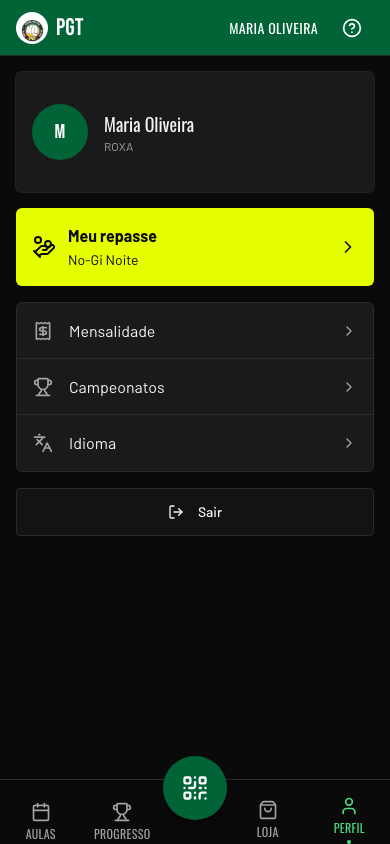 PGT
MARIA OLIVEIRA
M
Maria Oliveira
ROXA
Meu repasse
No-Gi Noite
Mensalidade
Campeonatos
Idioma
Sair
AULAS
PROGRESSO
LOJA
PERFIL